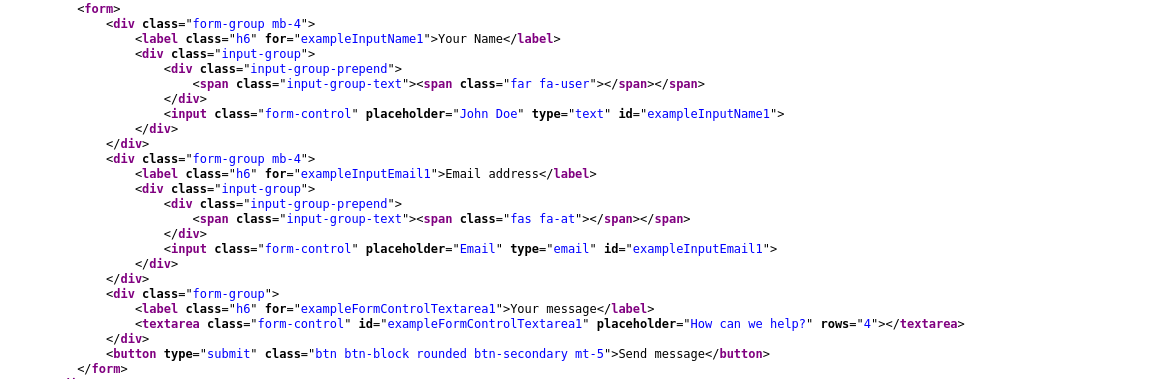 <form>
<div class="form-group mb-4">
<label class="h6" for="exampleInputName1">Your Name</label>
<div class="input-group">
<div class="input-group-prepend">
<span class="input-group-text"><span class="far fa-user"></span></span>
</div>
<input class="form-control" placeholder="John Doe" type="text" id="exampleInputName1">
</div>
</div>
<div class="form-group mb-4">
<label class="h6" for="exampleInputEmail1">Email address</label>
<div class="input-group">
<div class="input-group-prepend">
<span class="input-group-text"><span class="fas fa-at"></span></span>
</div>
<input class="form-control" placeholder="Email" type="email" id="exampleInputEmail1">
</div>
</div>
<div class="form-group">
<label class="h6" for="exampleFormControlTextarea1">Your message</label>
<textarea class="form-control" id="exampleFormControlTextarea1" placeholder="How can we help?" rows="4"></textarea>
</div>
<button type="submit" class="btn btn-block rounded btn-secondary mt-5">Send message</button>
</form>